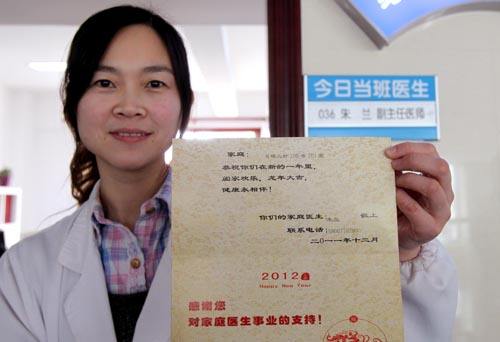 今日当班医生
036 朱 兰 副主任医师
家庭：
恭祝你们在新的一年里，
阖家欢乐，龙年大吉，
健康永相伴！
你们的家庭医生：朱兰 敬上
联系电话：
二〇一一年十二月
2012
Happy New Year
感谢您
对家庭医生事业的支持！